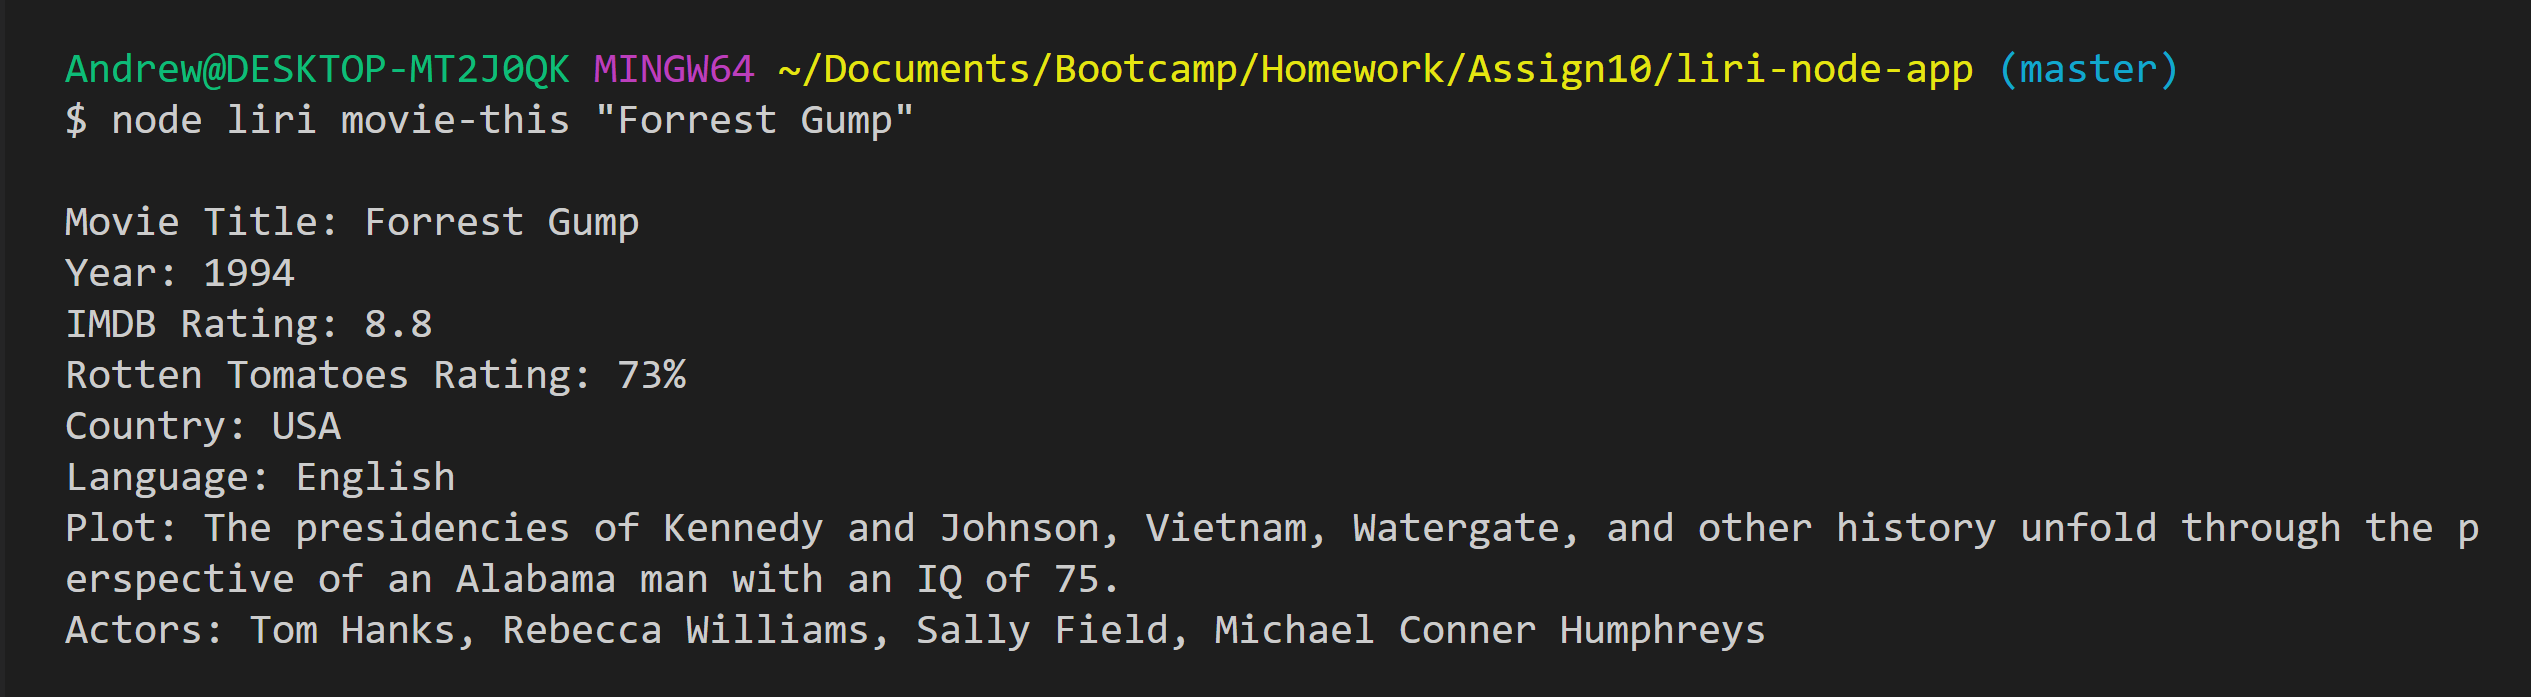 Andrew@DESKTOP-MT2J0QK MINGW64 ~/Documents/Bootcamp/Homework/Assign10/liri-node-app (master)
$ node liri movie-this "Forrest Gump"
Movie Title: Forrest Gump
Year: 1994
IMDB Rating: 8.8
Rotten Tomatoes Rating: 73%
Country: USA
Language: English
Plot: The presidencies of Kennedy and Johnson, Vietnam, Watergate, and other history unfold through the p
erspective of an Alabama man with an IQ of 75.
Actors: Tom Hanks, Rebecca Williams, Sally Field, Michael Conner Humphreys